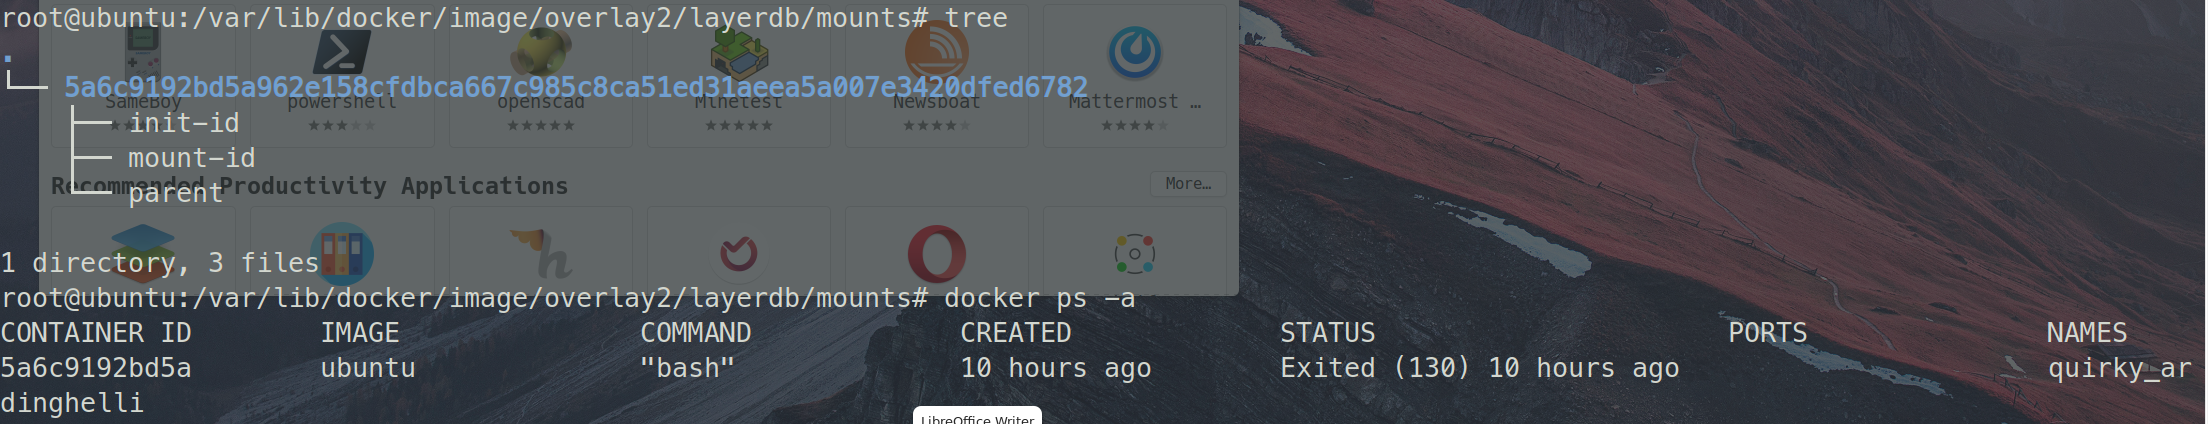 root@ubuntu:/var/lib/docker/image/overlay2/layerdb/mounts# tree
.
└── 5a6c9192bd5a962e158cfdbca667c985c8ca51ed31aeea5a007e3420dfed6782
SameBoy powershell openscad Minetest Newsboat Mattermost …
├── init-id
├── mount-id
Recommended Productivity Applications More…
└── parent
1 directory, 3 files
root@ubuntu:/var/lib/docker/image/overlay2/layerdb/mounts# docker ps -a
CONTAINER ID IMAGE COMMAND CREATED STATUS PORTS NAMES
5a6c9192bd5a ubuntu "bash" 10 hours ago Exited (130) 10 hours ago quirky_ar
dinghelli
LibreOffice Writer